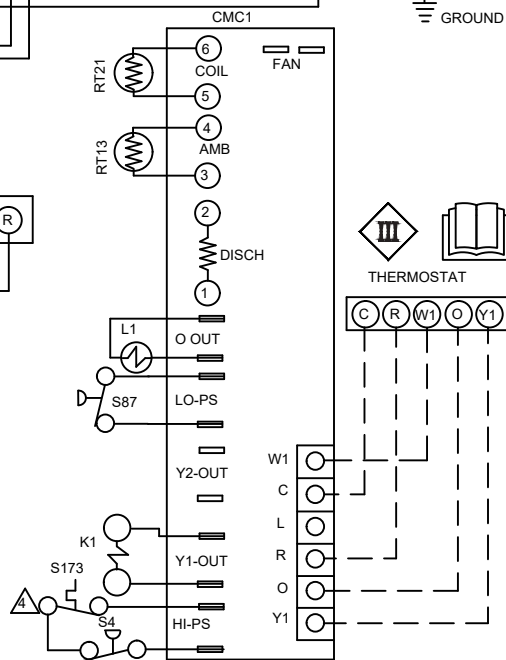 CMC1
GROUND
6
COIL
FAN
RT21
5
4
AMB
RT13
3
2
R
DISCH
III
THERMOSTAT
1
C R W1 O Y1
L1
O OUT
S87
LO-PS
Y2-OUT
W1
C
K1
L
Y1-OUT
R
S173
O
4
S4
HI-PS
Y1